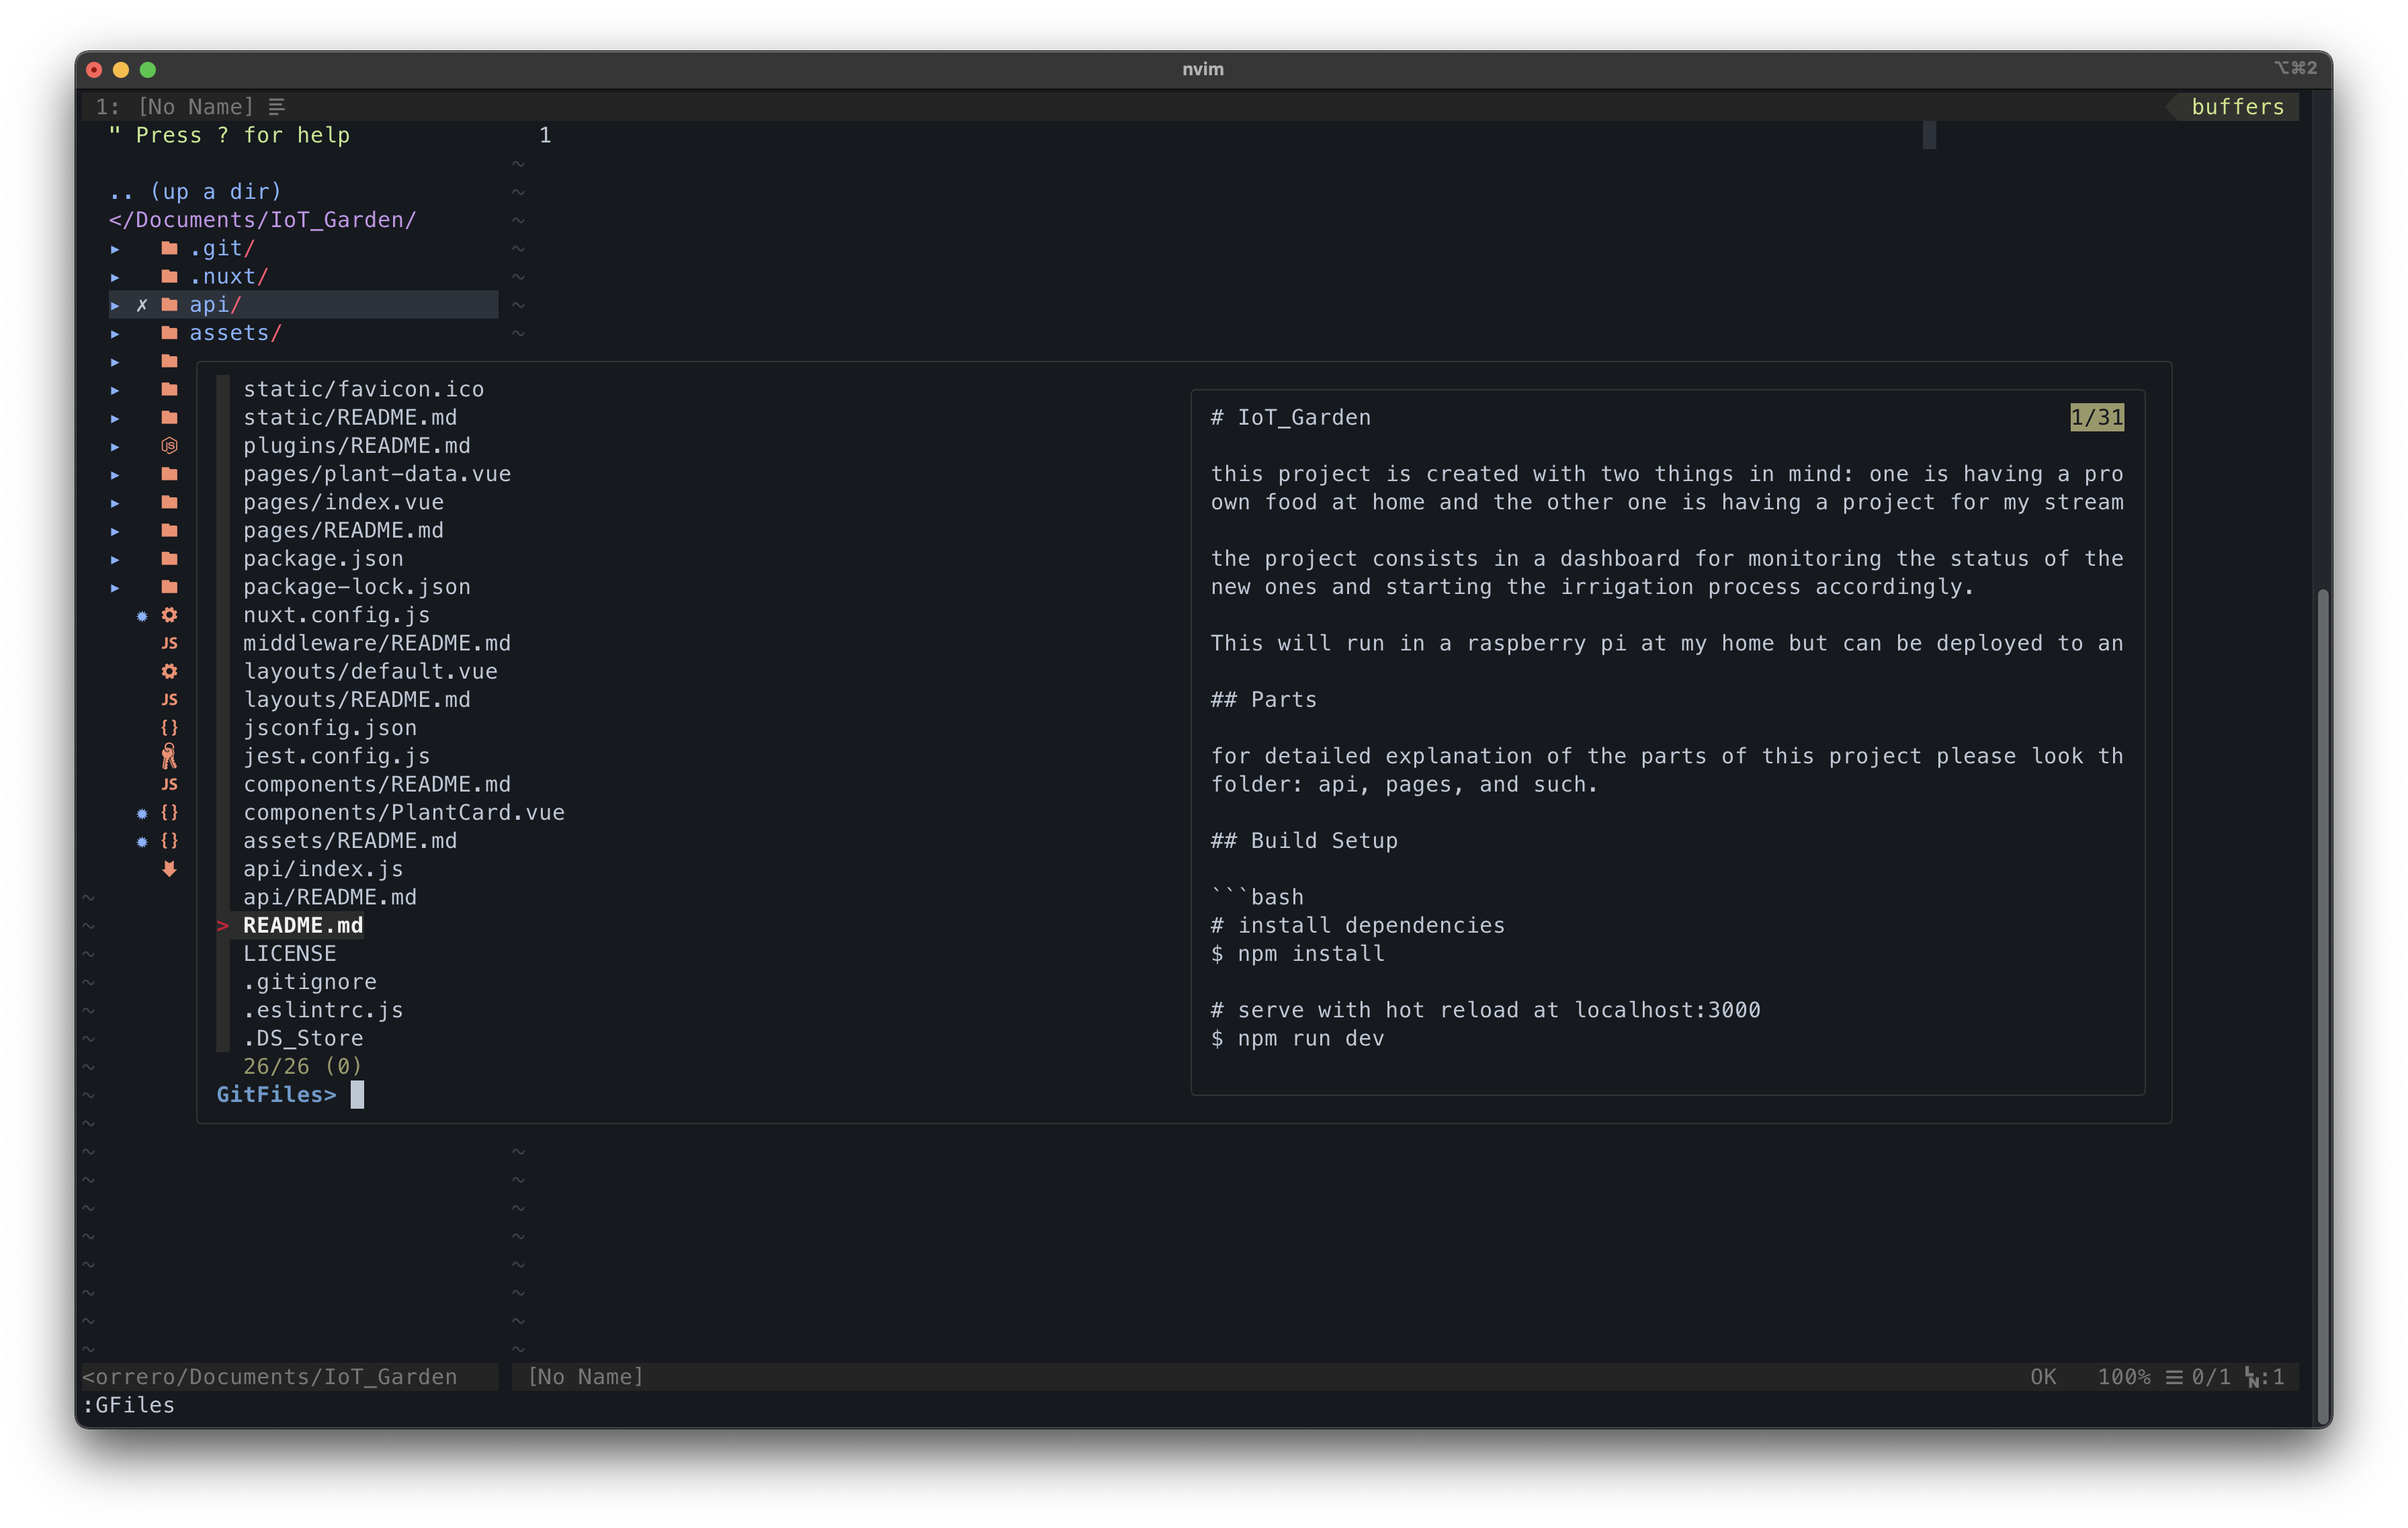 nvim
⌥⌘2
1: [No Name]
buffers
" Press ? for help
1
.. (up a dir)
</Documents/IoT_Garden/
▸ .git/
▸ .nuxt/
▸ ✗ api/
▸ assets/
static/favicon.ico
static/README.md
plugins/README.md
pages/plant-data.vue
pages/index.vue
pages/README.md
package.json
package-lock.json
nuxt.config.js
middleware/README.md
layouts/default.vue
layouts/README.md
jsconfig.json
jest.config.js
components/README.md
components/PlantCard.vue
assets/README.md
api/index.js
api/README.md
> README.md
LICENSE
.gitignore
.eslintrc.js
.DS_Store
26/26 (0)
GitFiles>
# IoT_Garden
1/31
this project is created with two things in mind: one is having a pro
own food at home and the other one is having a project for my stream
the project consists in a dashboard for monitoring the status of the
new ones and starting the irrigation process accordingly.
This will run in a raspberry pi at my home but can be deployed to an
## Parts
for detailed explanation of the parts of this project please look th
folder: api, pages, and such.
## Build Setup
```bash
# install dependencies
$ npm install
# serve with hot reload at localhost:3000
$ npm run dev
<orrero/Documents/IoT_Garden
[No Name]
OK 100% ☰ 0/1 :1
:GFiles